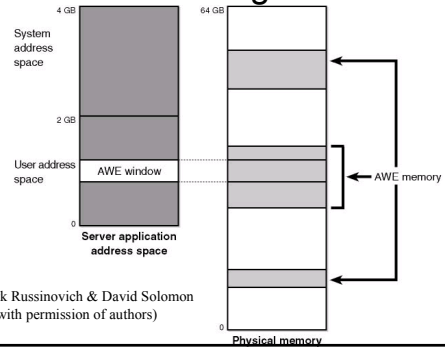 4 GB
System
address
space
2 GB
User address
space
AWE window
0
Server application
address space
64 GB
AWE memory
0
Physical memory
k Russinovich & David Solomon
with permission of authors)